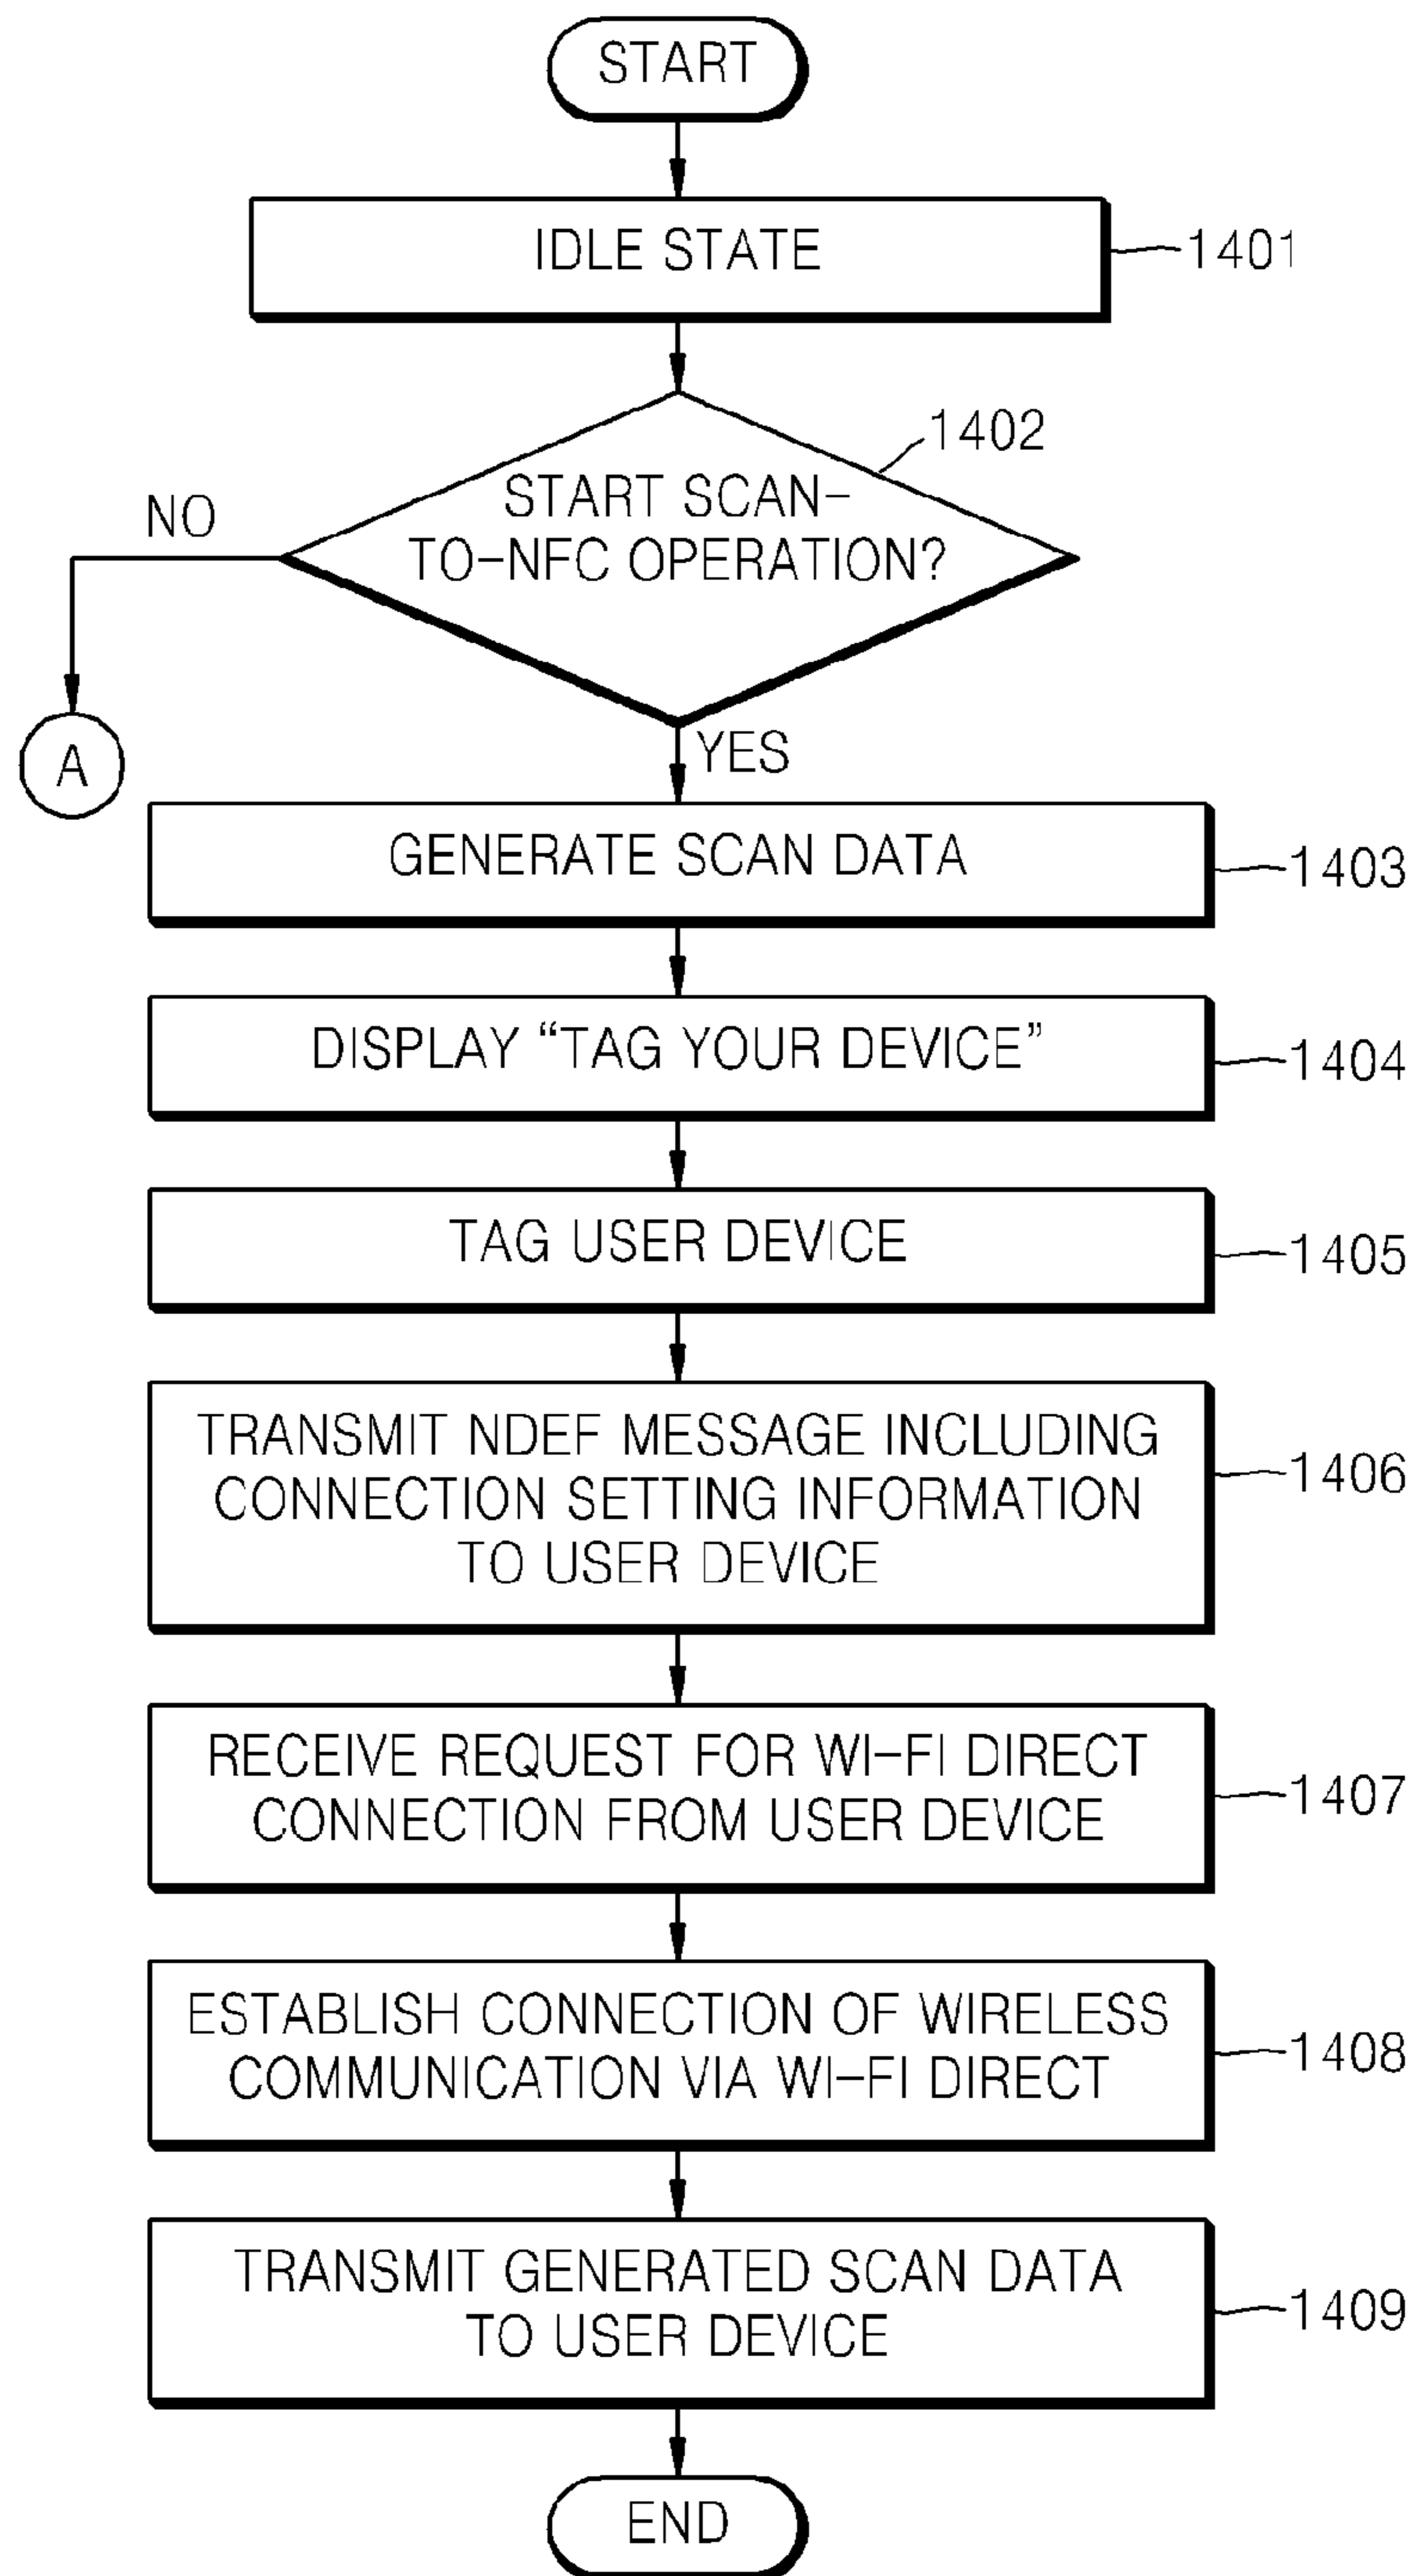 START
IDLE STATE
1401
1402
START SCAN-
TO-NFC OPERATION?
NO
A
YES
GENERATE SCAN DATA
1403
DISPLAY “TAG YOUR DEVICE”
1404
TAG USER DEVICE
1405
TRANSMIT NDEF MESSAGE INCLUDING
CONNECTION SETTING INFORMATION
TO USER DEVICE
1406
RECEIVE REQUEST FOR WI-FI DIRECT
CONNECTION FROM USER DEVICE
1407
ESTABLISH CONNECTION OF WIRELESS
COMMUNICATION VIA WI-FI DIRECT
1408
TRANSMIT GENERATED SCAN DATA
TO USER DEVICE
1409
END